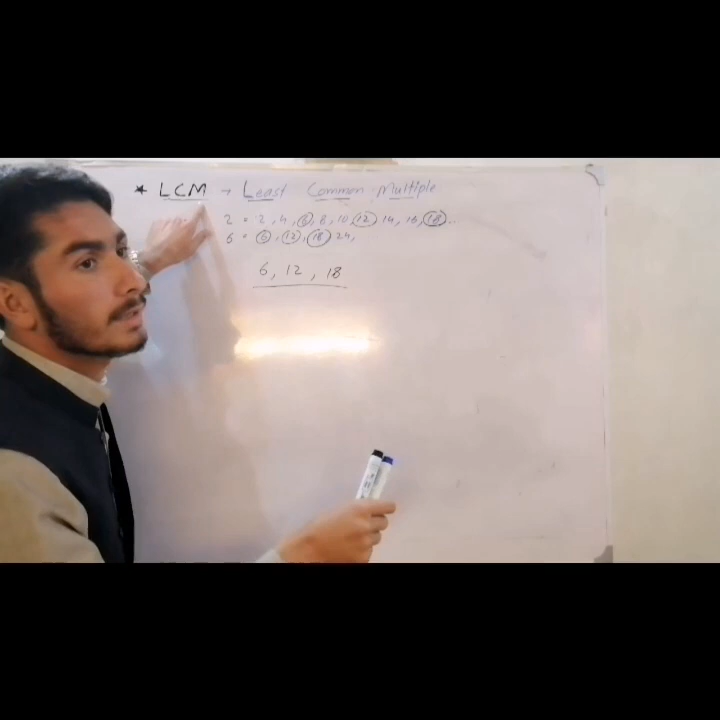 * LCM → Least Common Multiple
2 = 2, 4, 6, 8, 10, 12, 14, 16, 18 ..
6 = 6, 12, 18, 24,
6, 12, 18